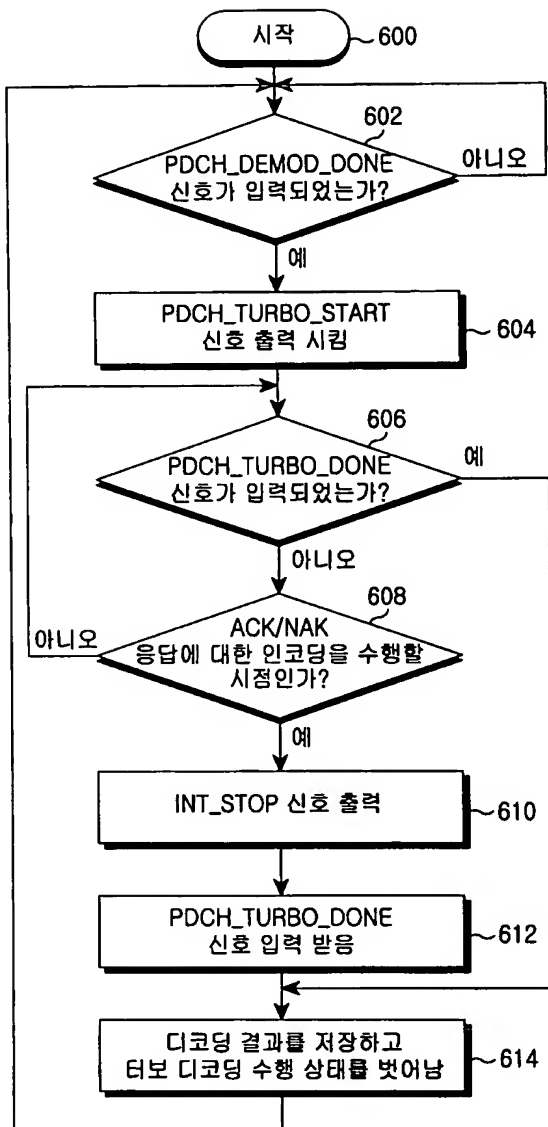 시작
600
602
PDCH_DEMOD_DONE
신호가 입력되었는가?
아니오
예
PDCH_TURBO_START
신호 출력 시킴
604
606
PDCH_TURBO_DONE
신호가 입력되었는가?
예
아니오
608
ACK/NAK
응답에 대한 인코딩을 수행할
시점인가?
아니오
예
INT_STOP 신호 출력
610
PDCH_TURBO_DONE
신호 입력 받음
612
디코딩 결과를 저장하고
터보 디코딩 수행 상태를 벗어남
614